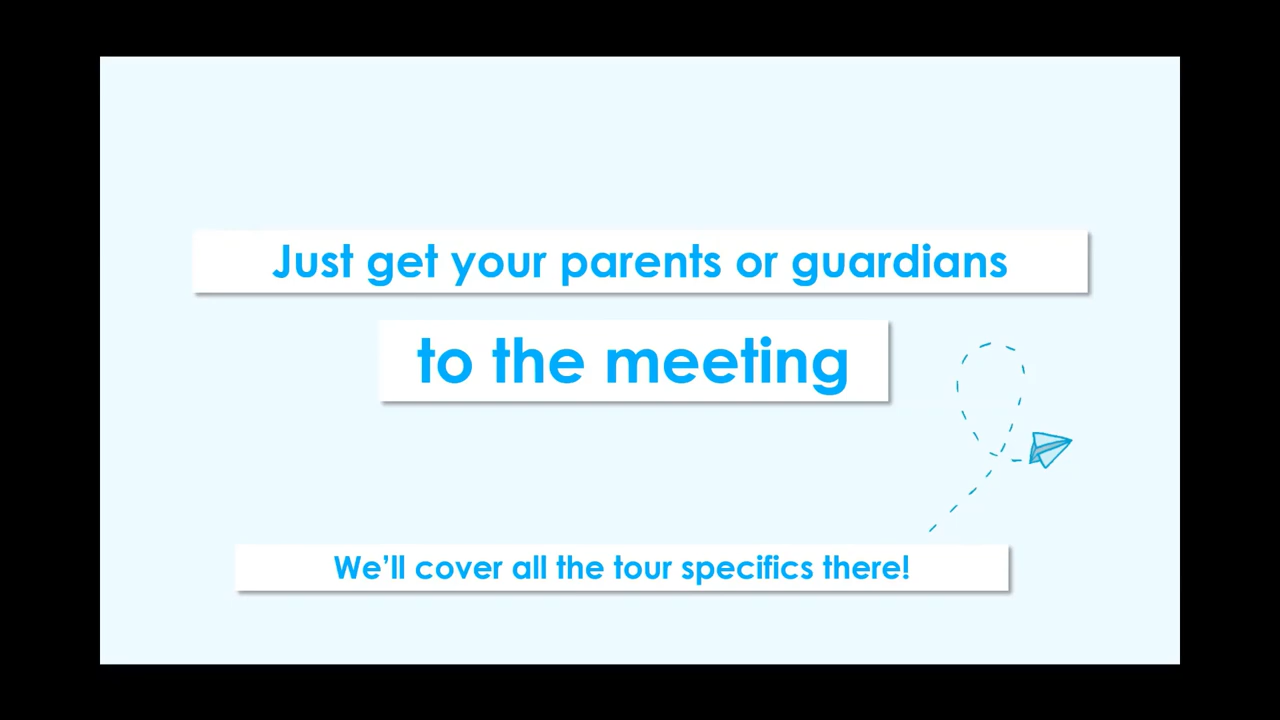 Just get your parents or guardians
to the meeting
We’ll cover all the tour specifics there!